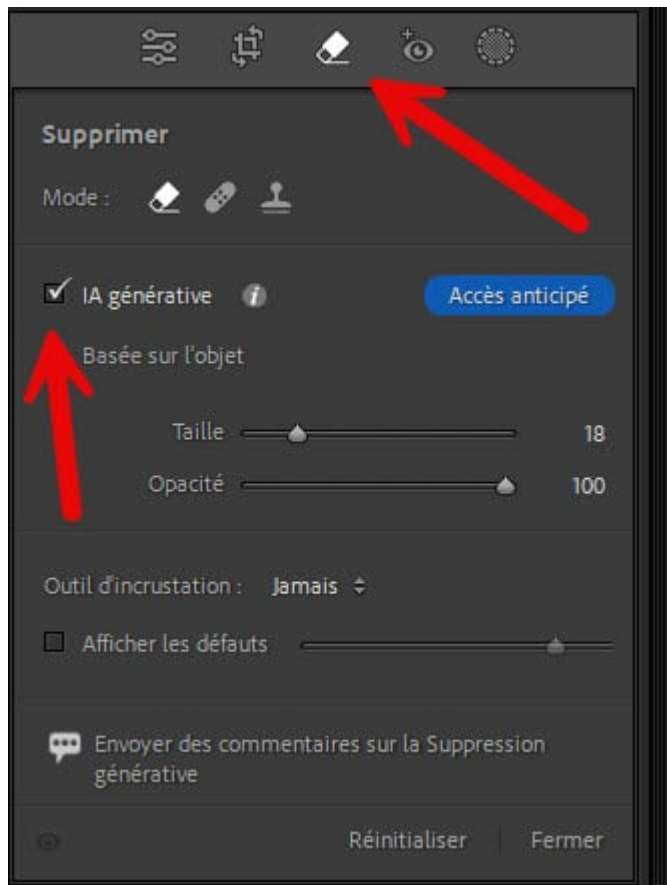 Supprimer
Mode :
IA générative i Accès anticipé
Basée sur l'objet
Taille 18
Opacité 100
Outil d'incrustation : Jamais
Afficher les défauts
Envoyer des commentaires sur la Suppression
générative
Réinitialiser Fermer